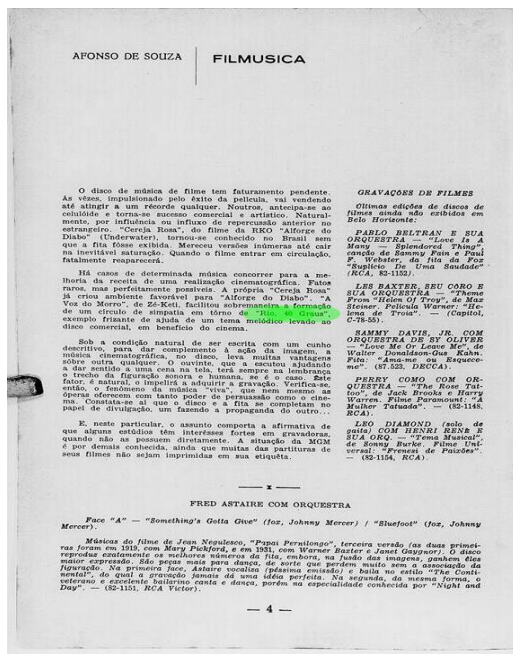 AFONSO DE SOUZA
FILMUSICA
O disco de música de filme tem faturamento pendente.
Às vêzes, impulsionado pelo êxito da película, vai vendendo
até atingir a um récorde qualquer. Noutros, antecipa-se ao
celulóide e torna-se sucesso comercial e artístico. Natural-
mente, por influência ou influxo de repercussão anterior no
estrangeiro. "Cereja Rosa", do filme da RKO "Alforge do
Diabo" (Underwater), tornou-se conhecido no Brasil sem
que a fita fôsse exibida. Mereceu versões inúmeras até cair
na inevitável saturação. Quando o filme entrar em circulação,
fatalmente reaparecerá.
Há casos de determinada música concorrer para a me-
lhoria da receita de uma realização cinematográfica. Fatos
raros, mas perfeitamente possíveis. A própria "Cereja Rosa"
já criou ambiente favorável para "Alforge do Diabo". "A
Voz do Morro", de Zé-Keti, facilitou sobremaneira a formação
de um círculo de simpatia em tôrno de "Rio, 40 Graus",
exemplo frizante de ajuda de um tema melódico levado ao
disco comercial, em benefício do cinema.
Sob a condição natural de ser escrita com um cunho
descritivo, para dar complemento à ação da imagem, a
música cinematográfica, no disco, leva muitas vantagens
sôbre outra qualquer. O ouvinte, que a escutou ajudando
a dar sentido a uma cena na tela, terá sempre na lembrança
o trecho da figuração sonora e humana, se é o caso. Este
fator, é natural, o impelirá a adquirir a gravação. Verifica-se,
então, o fenômeno da música "viva", que nem mesmo as
óperas oferecem com tanto poder de persuasão como o cine-
ma. Constata-se aí que o disco e a fita se completam no
papel de divulgação, um fazendo a propaganda do outro...
E, neste particular, o assunto comporta a afirmativa de
que alguns estúdios têm interêsses fortes em gravadoras,
quando não as possuem diretamente. A situação da MGM
é por demais conhecida, ainda que muitas das partituras de
seus filmes não sejam imprimidas em sua etiquêta.
GRAVAÇÕES DE FILMES
Últimas edições de discos de
filmes ainda não exibidos em
Belo Horizonte:
PABLO BELTRAN E SUA
ORQUESTRA — "Love Is A
Many — Splendored Thing",
canção de Sammy Fain e Paul
F. Webster, da fita da Fox
"Suplício De Uma Saudade"
(RCA, 82-1152).
LES BAXTER, SEU CÔRO E
SUA ORQUESTRA — "Theme
From "Helen Of Troy", de Max
Steiner. Película Warner: "He-
lena de Troia". — (Capitol,
C-78-55).
SAMMY DAVIS, JR. COM
ORQUESTRA DE SY OLIVER
— "Love Me Or Leave Me", de
Walter Donaldson-Gus Kahn.
Fita: "Ama-me ou Esquece-
me". (87.523, DECCA).
PERRY COMO COM OR-
QUESTRA — "The Rose Tat-
too", de Jack Brooks e Harry
Warren. Filme Paramount: "A
Mulher Tatuada". — (82-1148,
RCA).
LEO DIAMOND (solo de
gaita) COM HENRI RENE E
SUA ORQ. — "Tema Musical",
de Sonny Burke. Filme Uni-
versal: "Frenesi de Paixões".
— (82-1154, RCA).
— x —
FRED ASTAIRE COM ORQUESTRA
Face "A" — "Something's Gotta Give" (fox, Johnny Mercer) / "Sluefoot" (fox, Johnny
Mercer).
Músicas do filme de Jean Negulesco, "Papai Pernilongo", terceira versão (as duas primei-
ras foram em 1919, com Mary Pickford, e em 1931, com Warner Baxter e Janet Gaygnor). O disco
reproduz exatamente os melhores números da fita, embora, na fusão das imagens, ganhem êles
maior expressão. São peças mais para dança, de sorte que perdem muito sem a associação da
figuração. Na primeira face, Astaire vocaliza (péssima emissão) e baila no estilo "The Conti-
nental", do qual a gravação jamais dá uma idéia perfeita. Na segunda, da mesma forma, o
veterano e excelente bailarino canta e dança, porém na especialidade conhecida por "Night and
Day". — (82-1151, RCA Victor).
— 4 —